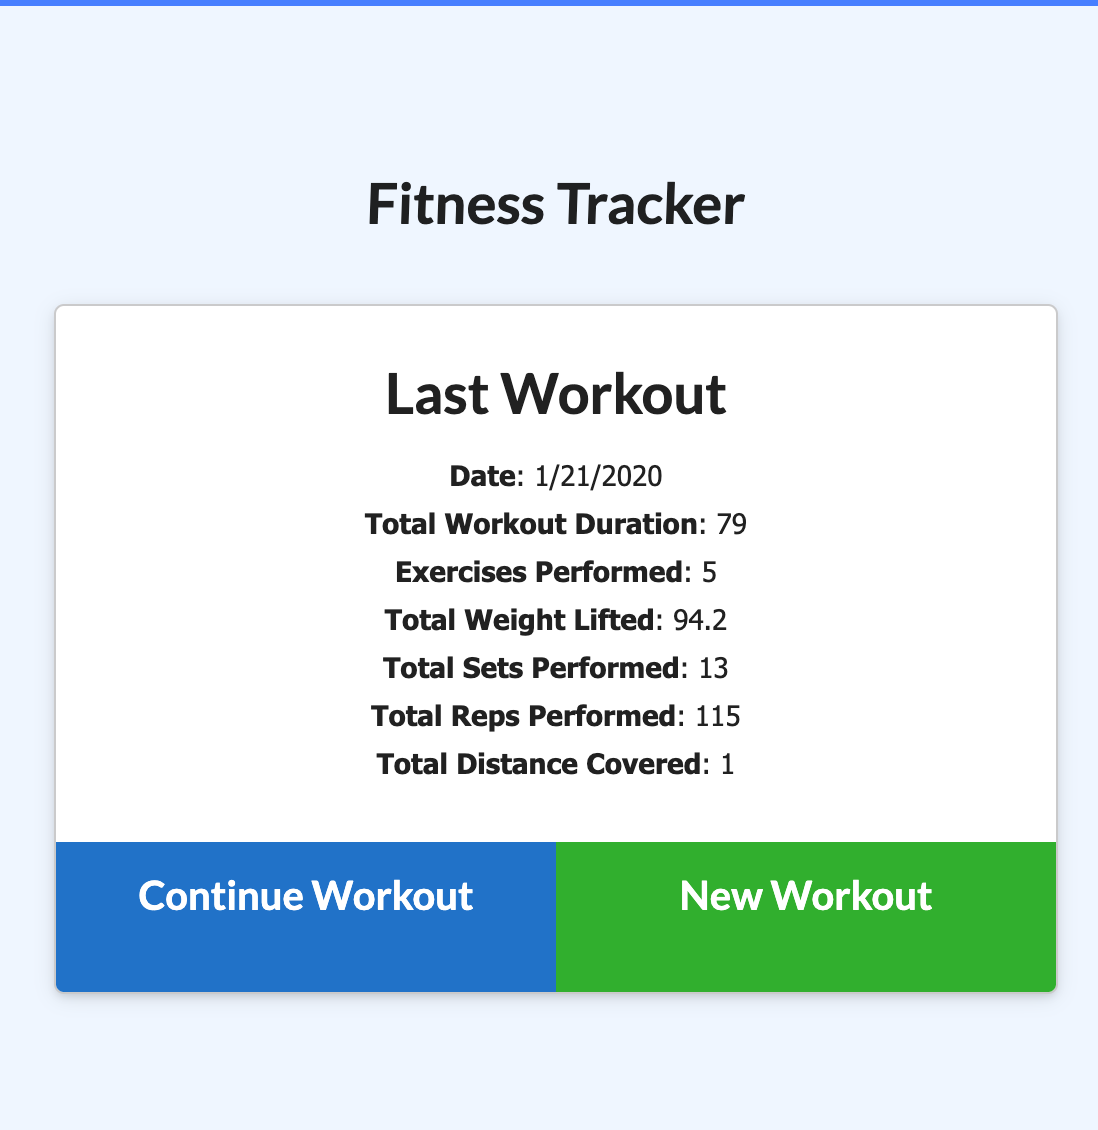 Fitness Tracker
Last Workout
Date: 1/21/2020
Total Workout Duration: 79
Exercises Performed: 5
Total Weight Lifted: 94.2
Total Sets Performed: 13
Total Reps Performed: 115
Total Distance Covered: 1
Continue Workout
New Workout